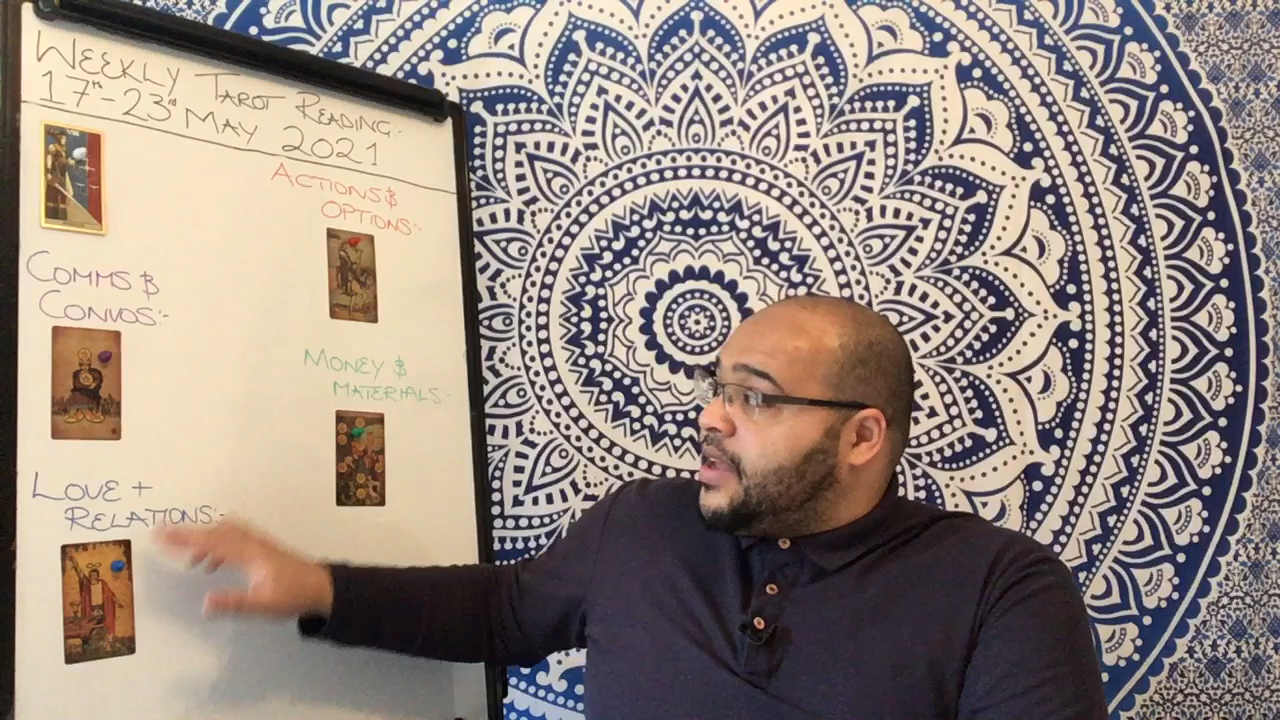 WEEKLY TAROT READING:-
17TH-23RD MAY 2021
ACTIONS &
OPTIONS:-
COMMS &
CONVOS:-
MONEY &
MATERIALS:-
LOVE +
RELATIONS:-